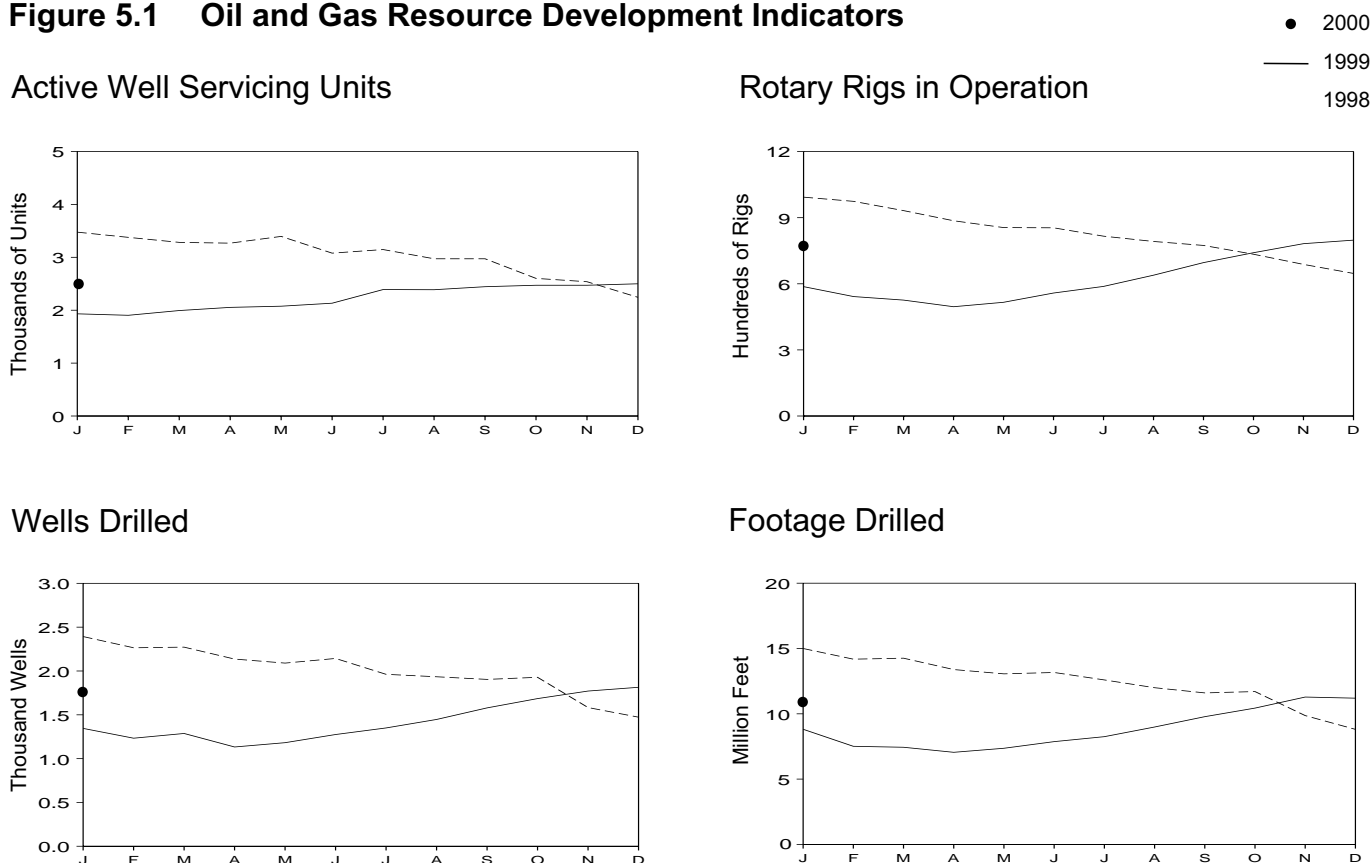 Figure 5.1 Oil and Gas Resource Development Indicators
2000
1999
1998
Active Well Servicing Units
Thousands of Units
5
4
3
2
1
0
J F M A M J J A S O N D
Rotary Rigs in Operation
Hundreds of Rigs
12
9
6
3
0
J F M A M J J A S O N D
Wells Drilled
Thousand Wells
3.0
2.5
2.0
1.5
1.0
0.5
0.0
J F M A M J J A S O N D
Footage Drilled
Million Feet
20
15
10
5
0
J F M A M J J A S O N D